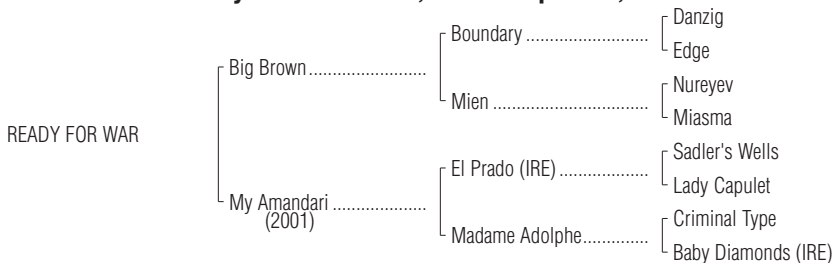 Boundary ..............................
Danzig
Edge
Big Brown.............................
Mien ......................................
Nureyev
Miasma
READY FOR WAR
El Prado (IRE) ......................
Sadler's Wells
Lady Capulet
My Amandari .......................
(2001)
Madame Adolphe................
Criminal Type
Baby Diamonds (IRE)